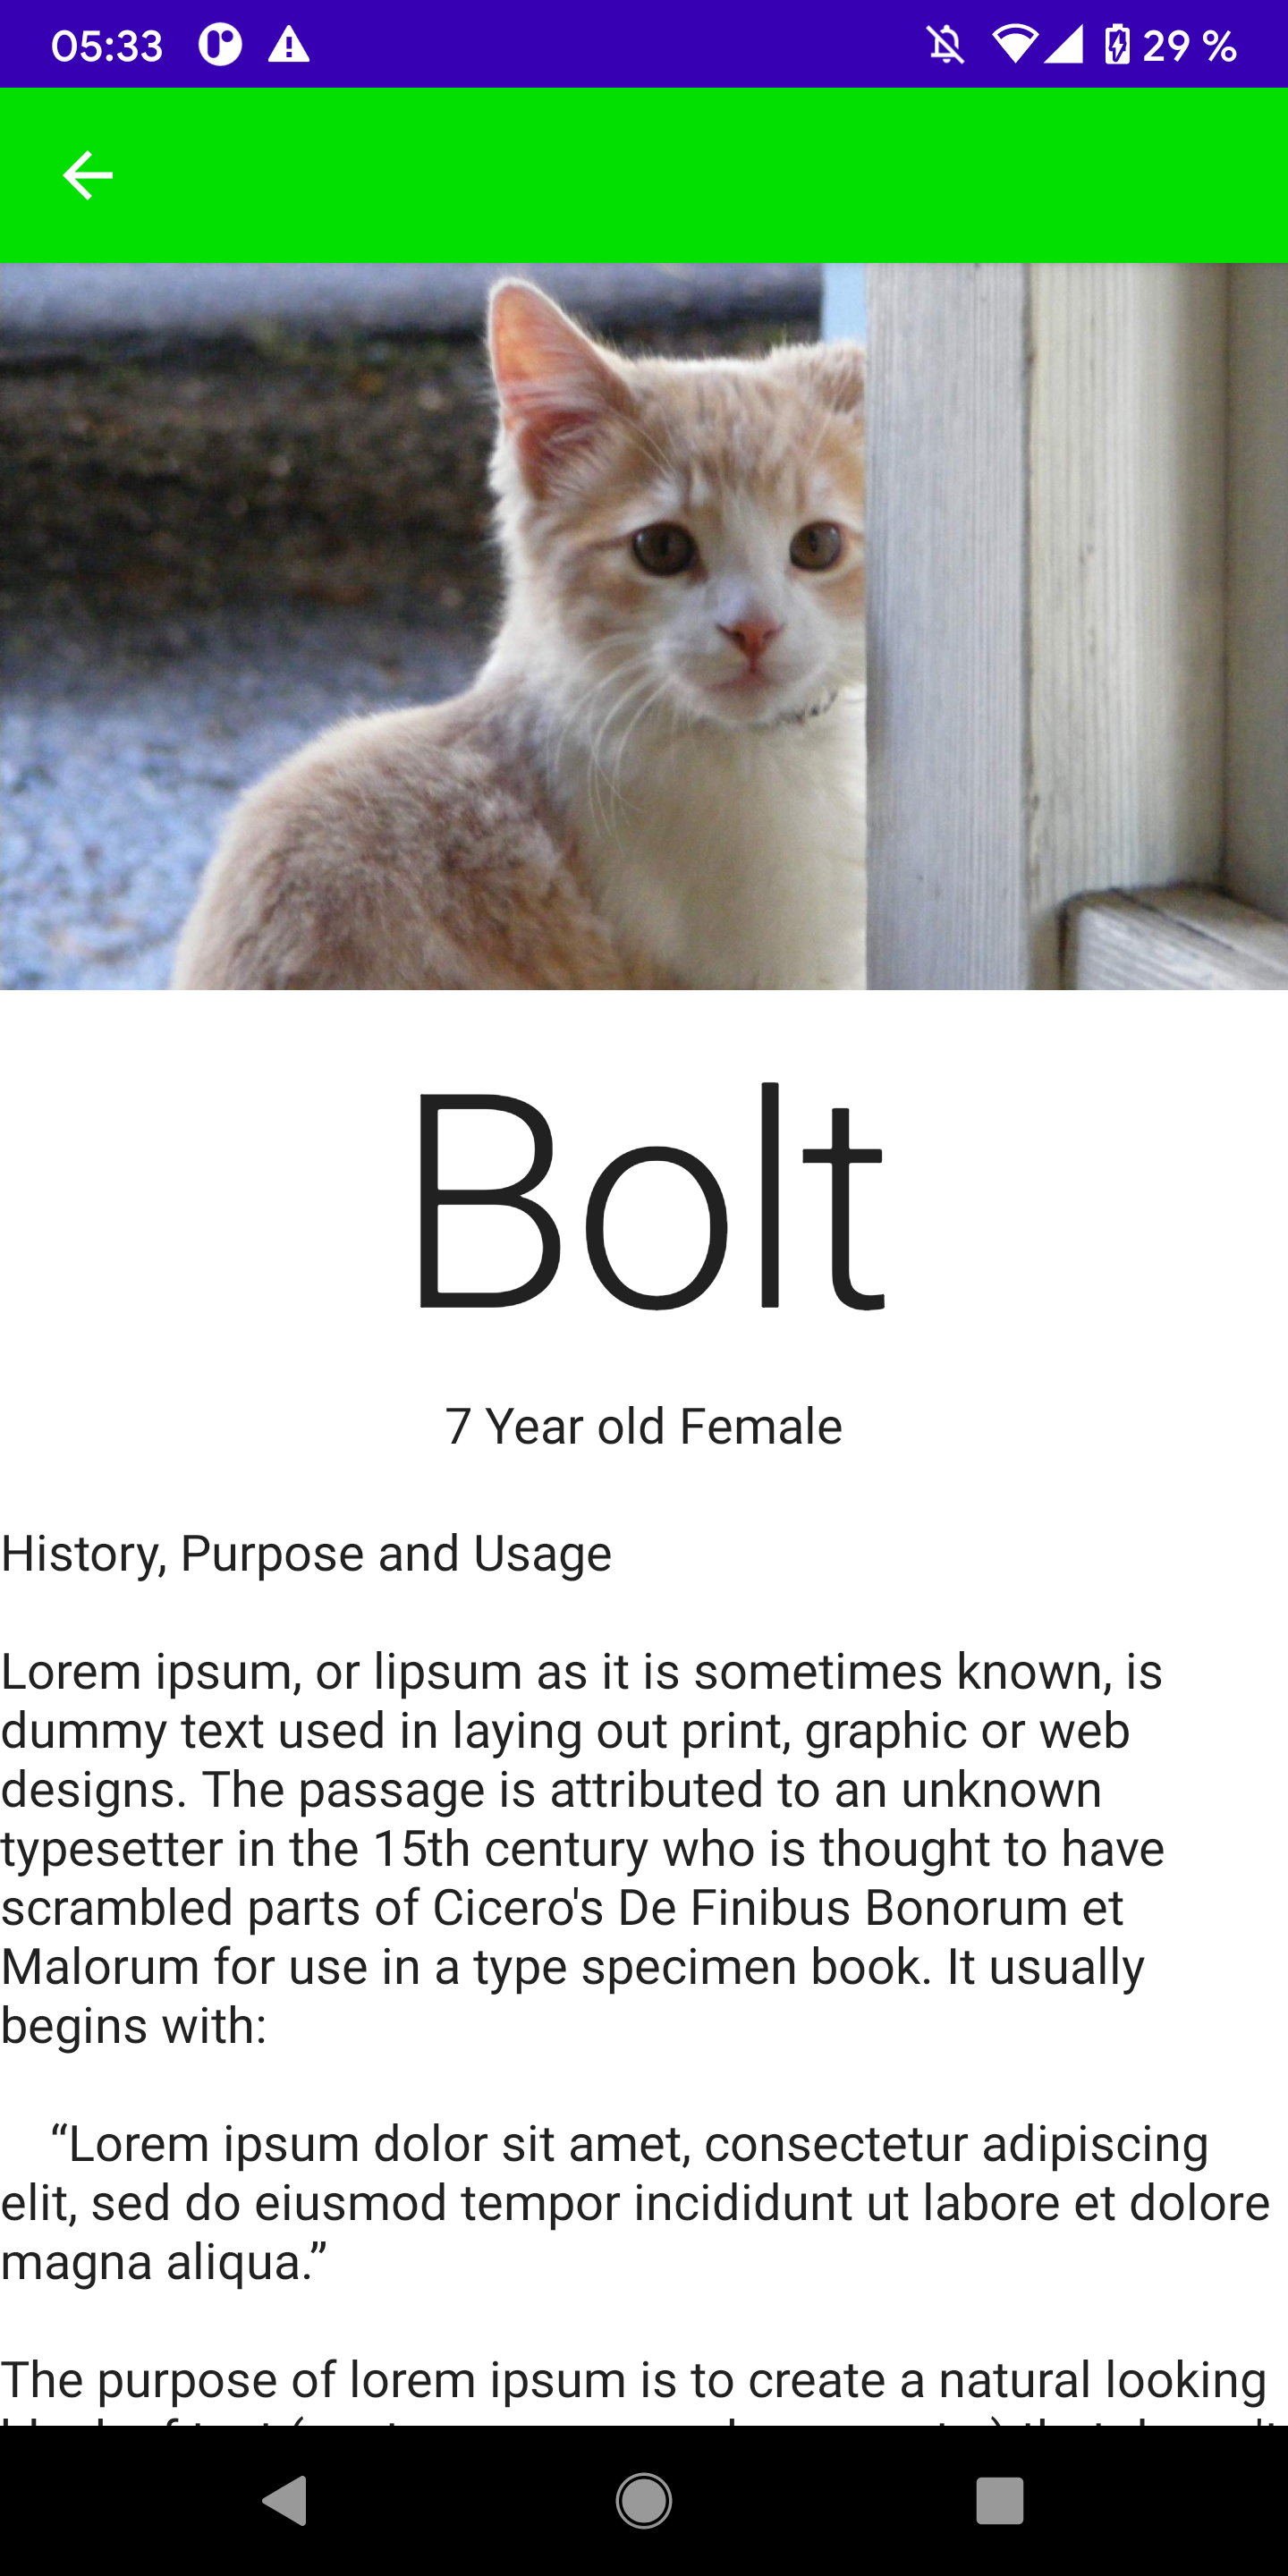 05:33 29 %
Bolt
7 Year old Female
History, Purpose and Usage
Lorem ipsum, or lipsum as it is sometimes known, is
dummy text used in laying out print, graphic or web
designs. The passage is attributed to an unknown
typesetter in the 15th century who is thought to have
scrambled parts of Cicero's De Finibus Bonorum et
Malorum for use in a type specimen book. It usually
begins with:
“Lorem ipsum dolor sit amet, consectetur adipiscing
elit, sed do eiusmod tempor incididunt ut labore et dolore
magna aliqua.”
The purpose of lorem ipsum is to create a natural looking